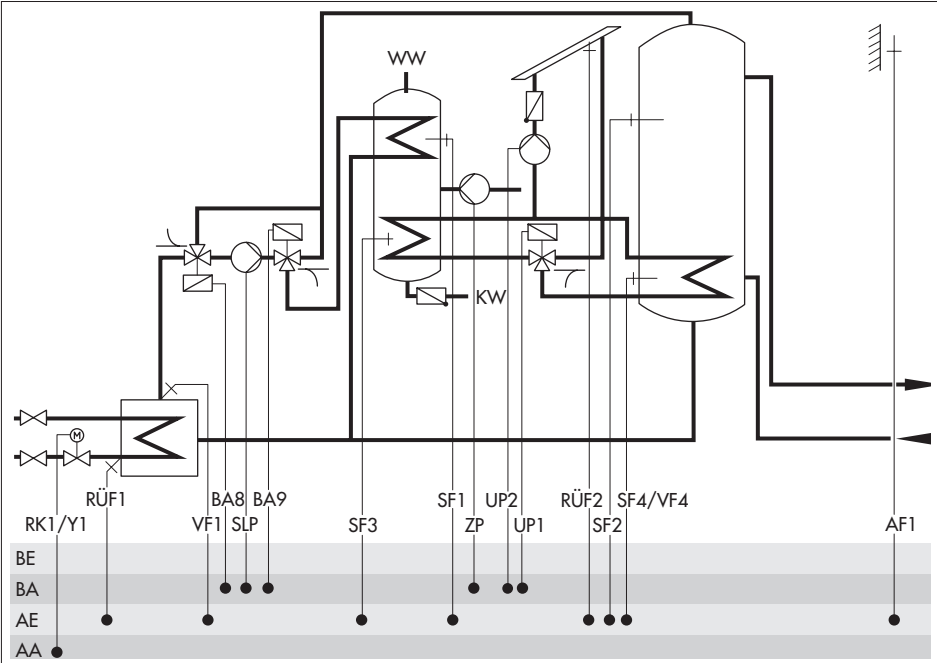 WW
KW
M
RÜF1
BA8
BA9
SF1
UP2
RÜF2
SF4/VF4
RK1/Y1
VF1
SLP
SF3
ZP
UP1
SF2
AF1
BE
BA
AE
AA